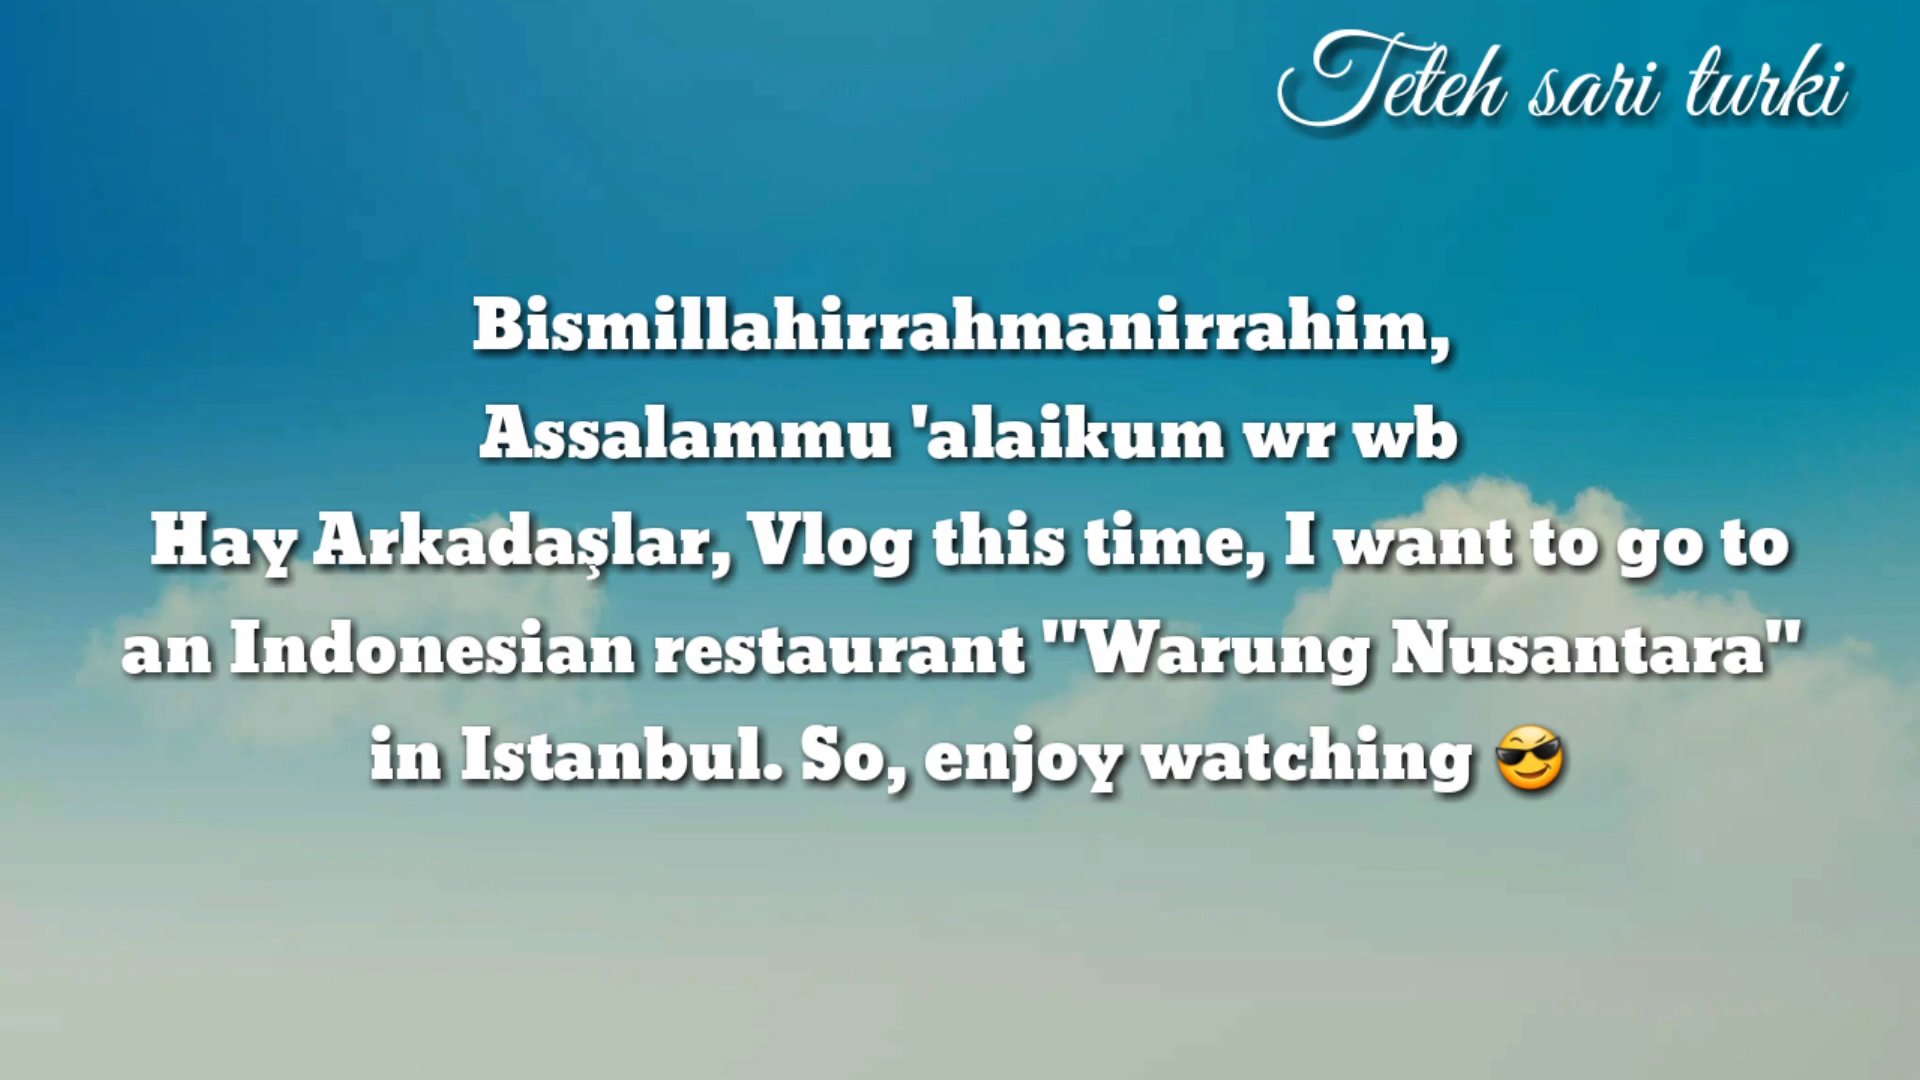 Teteh sari turki
Bismillahirrahmanirrahim,
Assalammu 'alaikum wr wb
Hay Arkadaşlar, Vlog this time, I want to go to
an Indonesian restaurant "Warung Nusantara"
in Istanbul. So, enjoy watching 😎